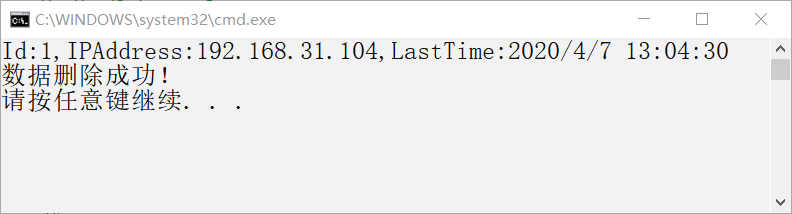 C:\WINDOWS\system32\cmd.exe
Id:1,IPAddress:192.168.31.104,LastTime:2020/4/7 13:04:30
数据删除成功!
请按任意键继续. . .